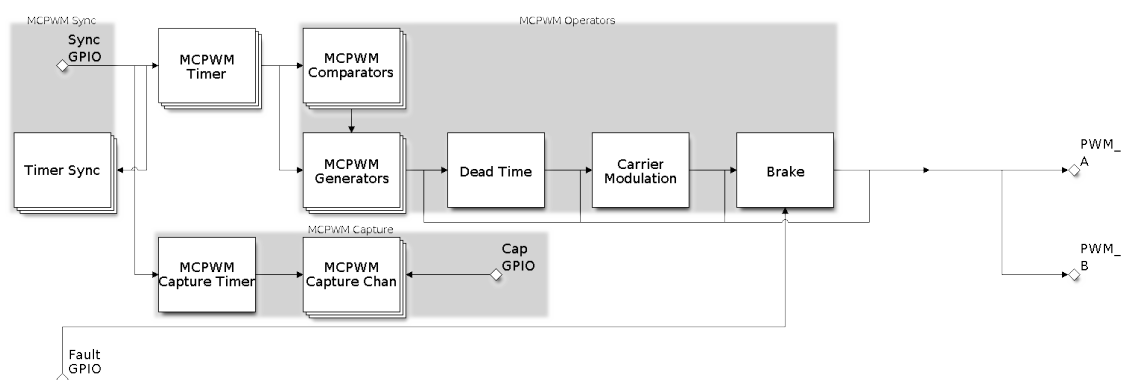 MCPWM Sync
MCPWM Operators
Sync
GPIO
MCPWM
Timer
MCPWM
Comparators
Timer Sync
MCPWM
Generators
Dead Time
Carrier
Modulation
Brake
PWM_
A
MCPWM Capture
MCPWM
Capture Timer
MCPWM
Capture Chan
Cap
GPIO
PWM_
B
Fault
GPIO